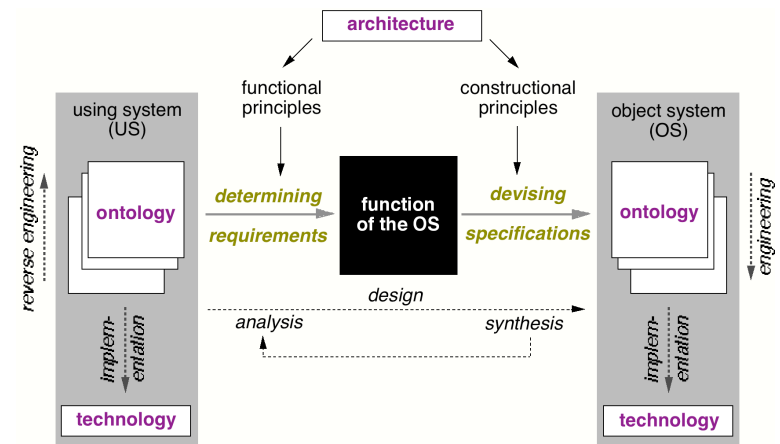 architecture
functional
principles
constructional
principles
using system
(US)
object system
(OS)
reverse engineering
ontology
determining
requirements
function
of the OS
devising
specifications
ontology
engineering
design
analysis
synthesis
implem-
entation
implem-
entation
technology
technology